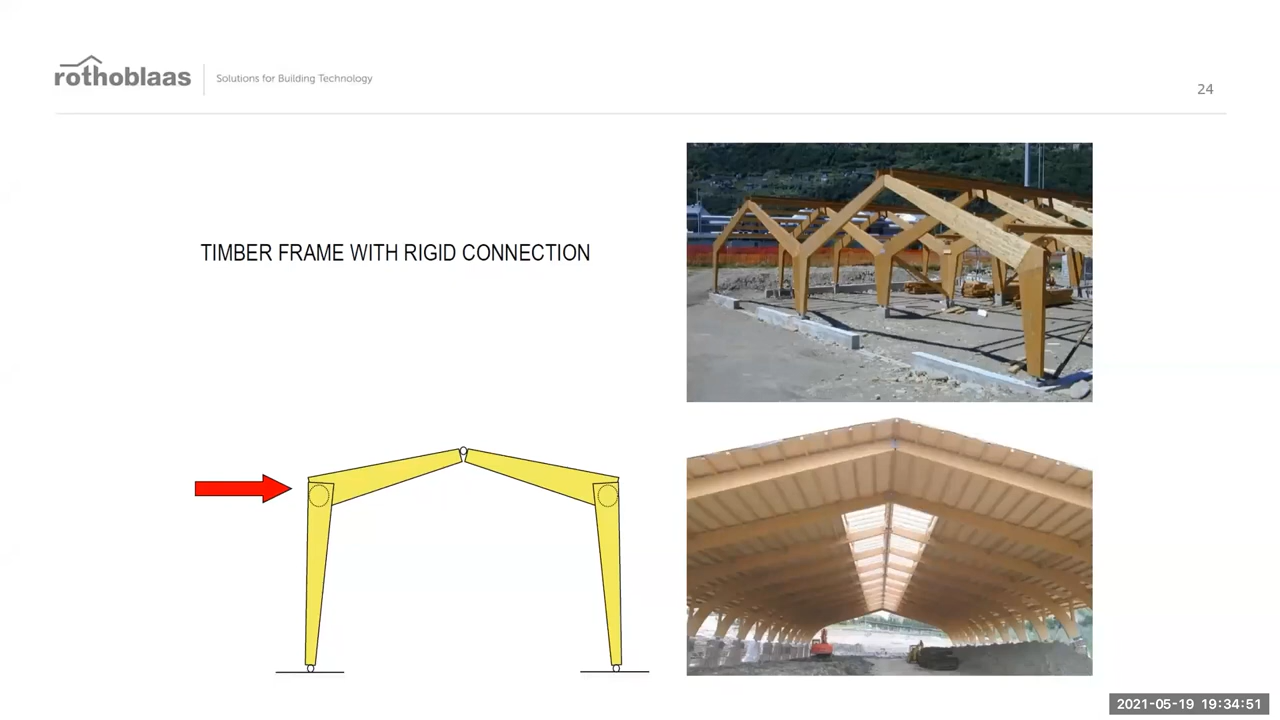 rothoblaas
Solutions for Building Technology
24
TIMBER FRAME WITH RIGID CONNECTION
2021-05-19 19:34:51